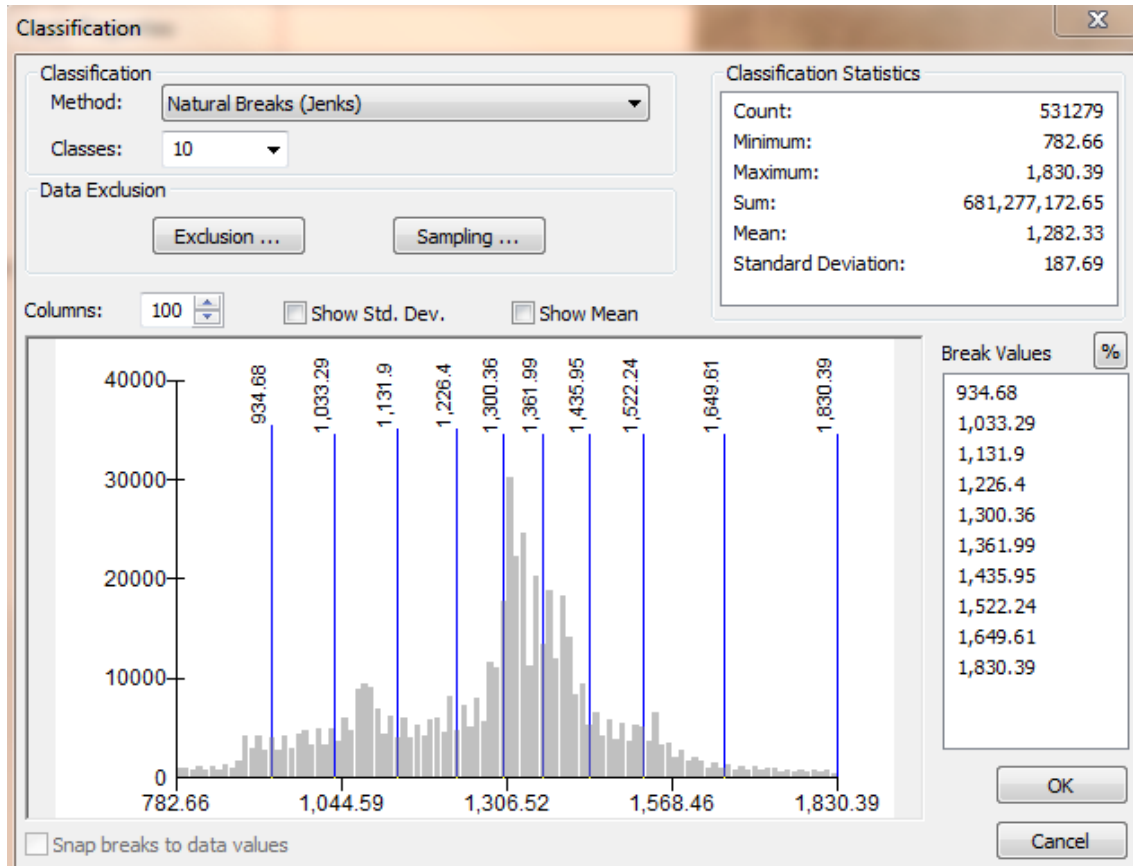 Classification
Classification
Method: Natural Breaks (Jenks)
Classes: 10
Data Exclusion
Exclusion ...
Sampling ...
Classification Statistics
Count: 531279
Minimum: 782.66
Maximum: 1,830.39
Sum: 681,277,172.65
Mean: 1,282.33
Standard Deviation: 187.69
Columns: 100 Show Std. Dev. Show Mean
40000
30000
20000
10000
0
934.68
1,033.29
1,131.9
1,226.4
1,300.36
1,361.99
1,435.95
1,522.24
1,649.61
1,830.39
782.66 1,044.59 1,306.52 1,568.46 1,830.39
Snap breaks to data values
Break Values %
934.68
1,033.29
1,131.9
1,226.4
1,300.36
1,361.99
1,435.95
1,522.24
1,649.61
1,830.39
OK
Cancel